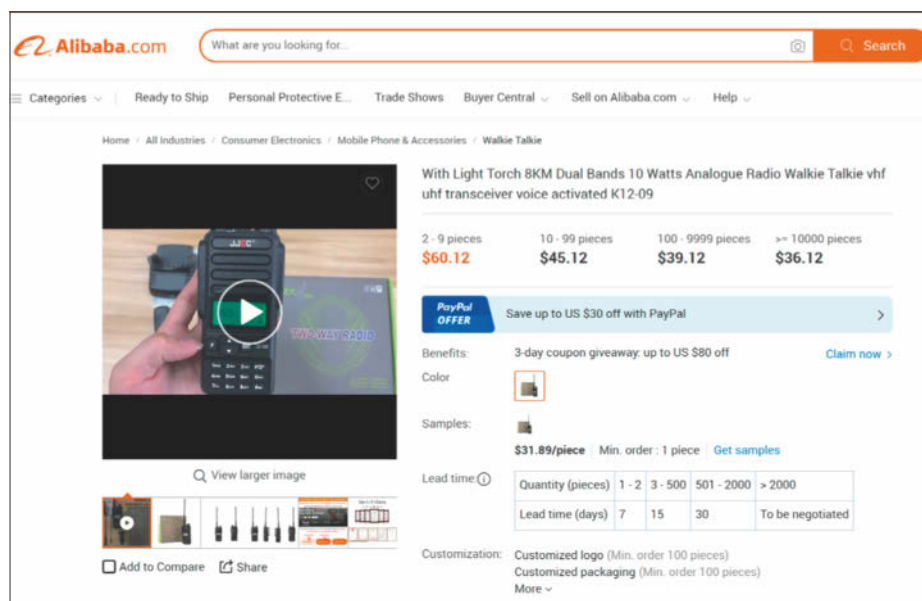 Alibaba.com
What are you looking for...
Search
Categories Ready to Ship Personal Protective E... Trade Shows Buyer Central Sell on Alibaba.com Help
Home / All Industries / Consumer Electronics / Mobile Phone & Accessories / Walkie Talkie
With Light Torch 8KM Dual Bands 10 Watts Analogue Radio Walkie Talkie vhf
uhf transceiver voice activated K12-09
2 - 9 pieces 10 - 99 pieces 100 - 9999 pieces >= 10000 pieces
$60.12 $45.12 $39.12 $36.12
JJCC
TWO-WAY RADIO
PayPal
OFFER
Save up to US $30 off with PayPal
Benefits: 3-day coupon giveaway: up to US $80 off Claim now
Color
Samples:
$31.89/piece Min. order : 1 piece Get samples
View larger image
Lead time:
Quantity (pieces) 1 - 2 3 - 500 501 - 2000 > 2000
Lead time (days) 7 15 30 To be negotiated
Customization: Customized logo (Min. order 100 pieces)
Customized packaging (Min. order 100 pieces)
More
Add to Compare Share